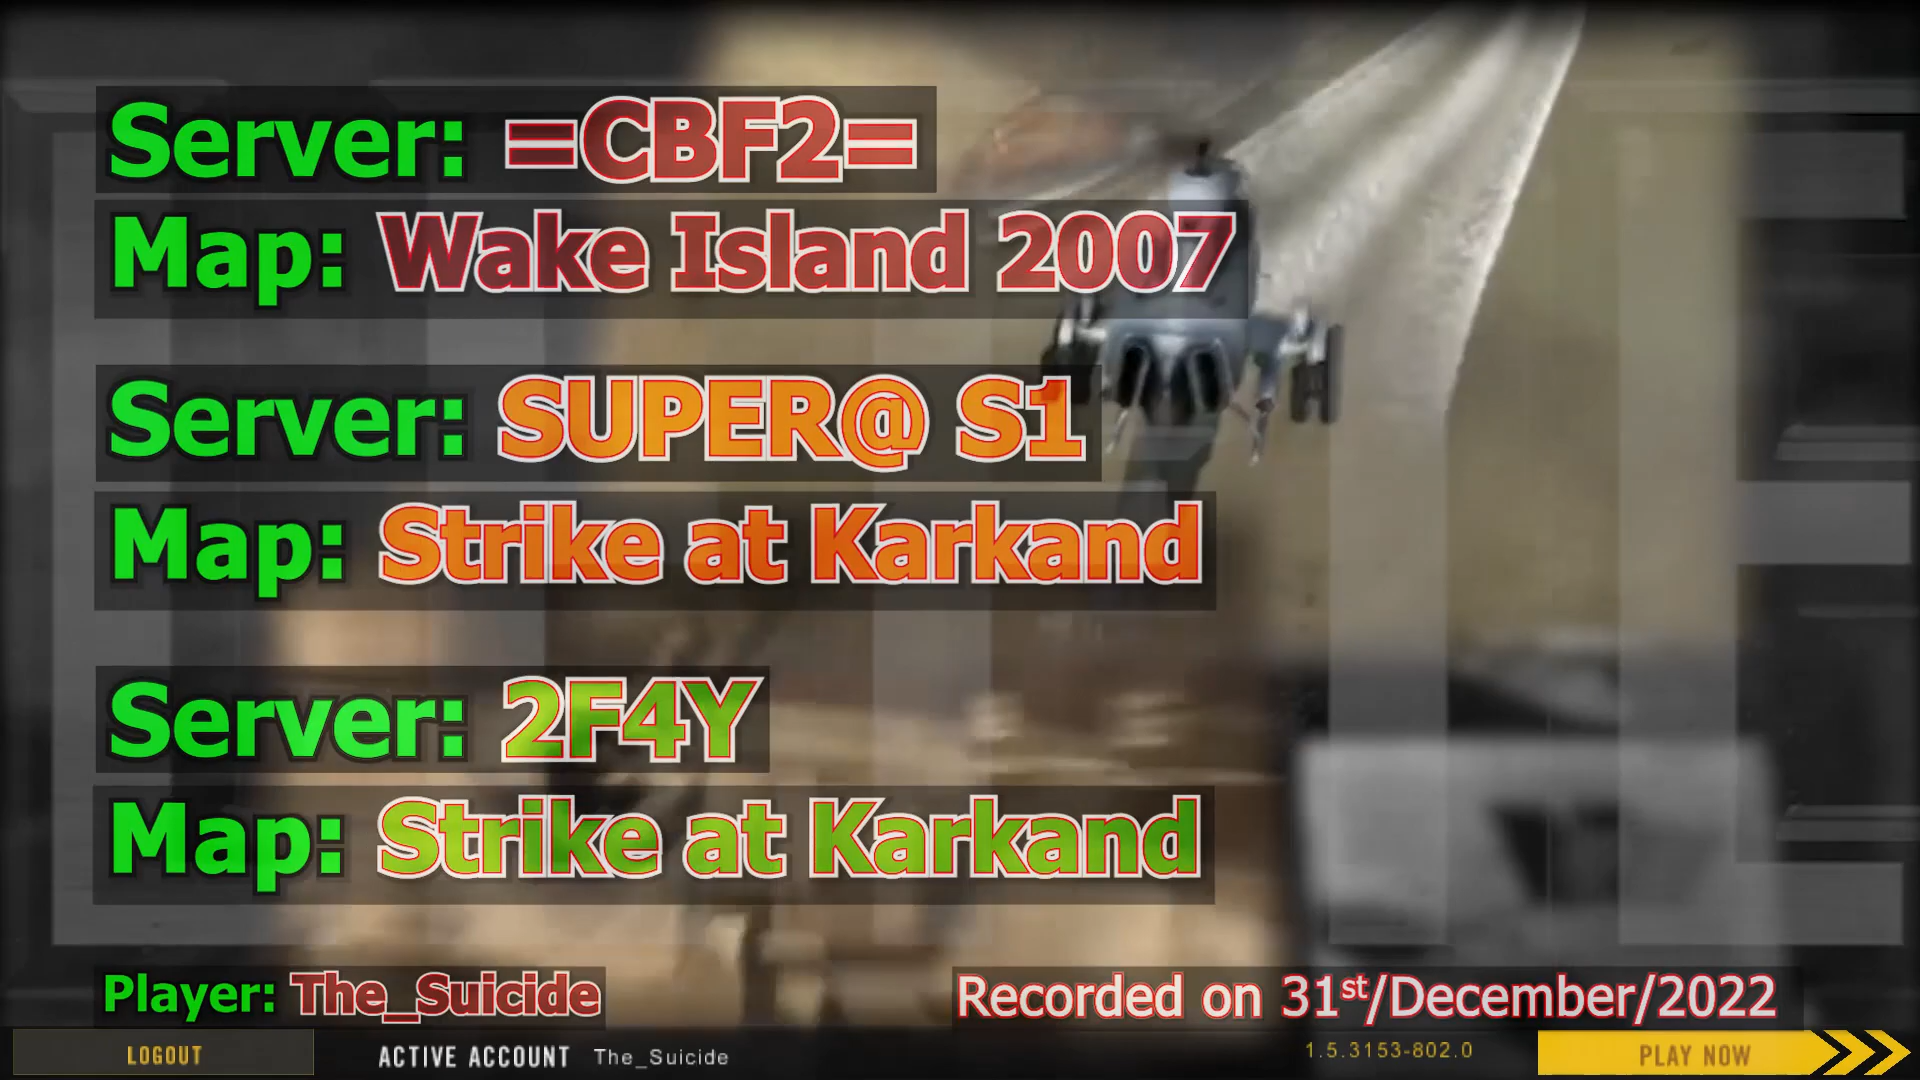 Server: =CBF2=
Map: Wake Island 2007
Server: SUPER@ S1
Map: Strike at Karkand
Server: 2F4Y
Map: Strike at Karkand
Player: The_Suicide
Recorded on 31st/December/2022
LOGOUT
ACTIVE ACCOUNT The_Suicide
1.5.3153-802.0
PLAY NOW